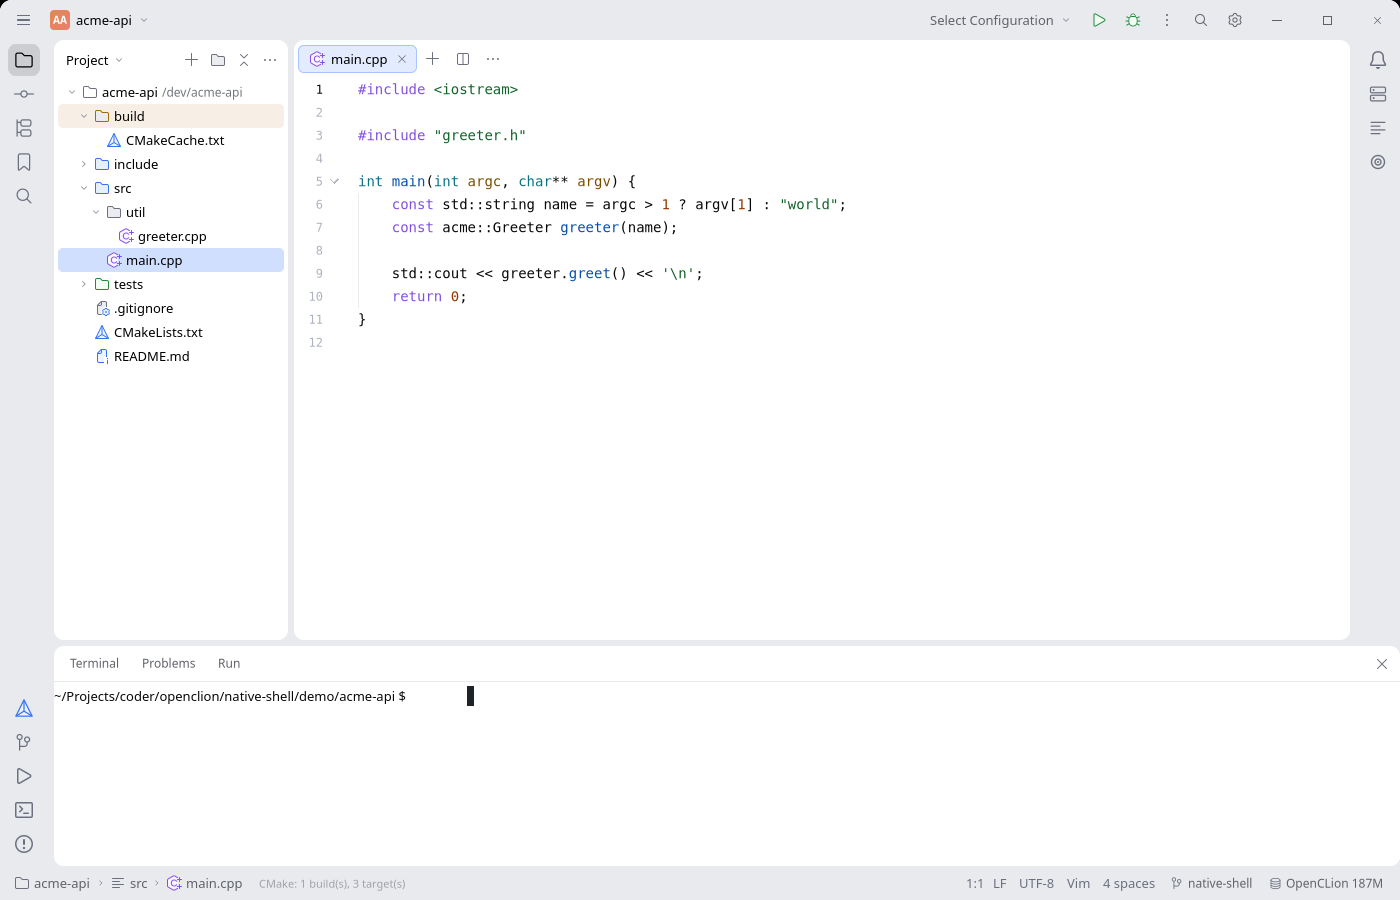 AA acme-api
Select Configuration
Project
main.cpp
acme-api /dev/acme-api
build
CMakeCache.txt
include
src
util
greeter.cpp
main.cpp
tests
.gitignore
CMakeLists.txt
README.md
1 #include <iostream>
2
3 #include "greeter.h"
4
5 int main(int argc, char** argv) {
6 const std::string name = argc > 1 ? argv[1] : "world";
7 const acme::Greeter greeter(name);
8
9 std::cout << greeter.greet() << '\n';
10 return 0;
11 }
12
Terminal Problems Run
~/Projects/coder/openclion/native-shell/demo/acme-api $
acme-api › src › main.cpp CMake: 1 build(s), 3 target(s) 1:1 LF UTF-8 Vim 4 spaces native-shell OpenCLion 187M